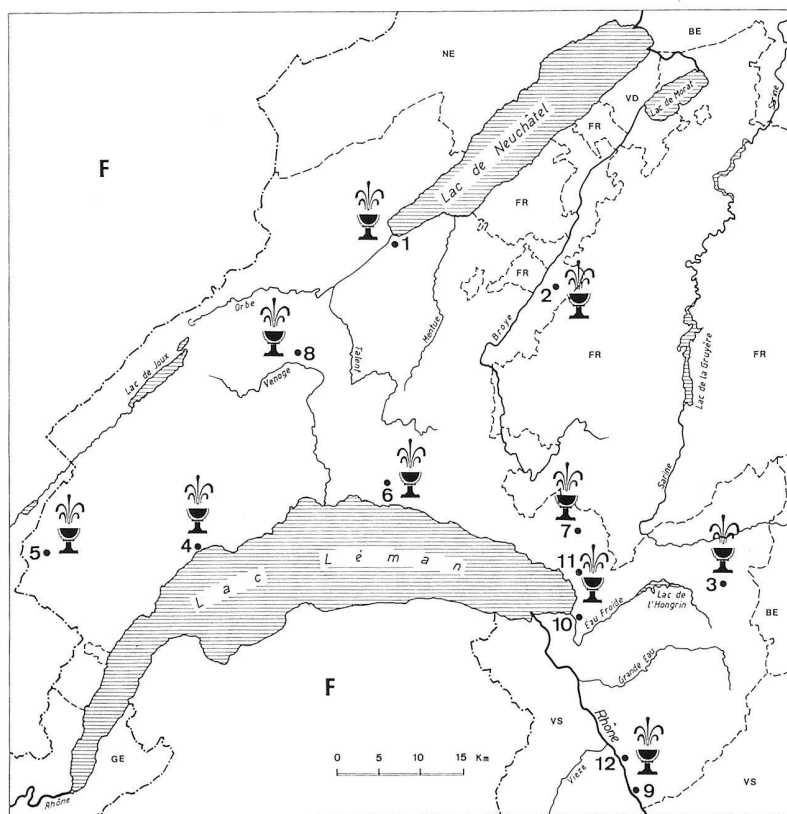 BE
NE
Sarine
VD
Lac de Morat
FR
Lac de Neuchâtel
F
FR
1
FR
2
Orbe
Mentue
Broye
8
Talent
FR
FR
Lac de Joux
Venoge
Lac de la Gruyère
6
Sarine
7
4
5
11
3
Lac Léman
Lac de
l'Hongrin
BE
10
Eau Froide
Grande Eau
F
VS
Rhône
GE
0 5 10 15 Km
12
Vieze
VS
9
Rhône